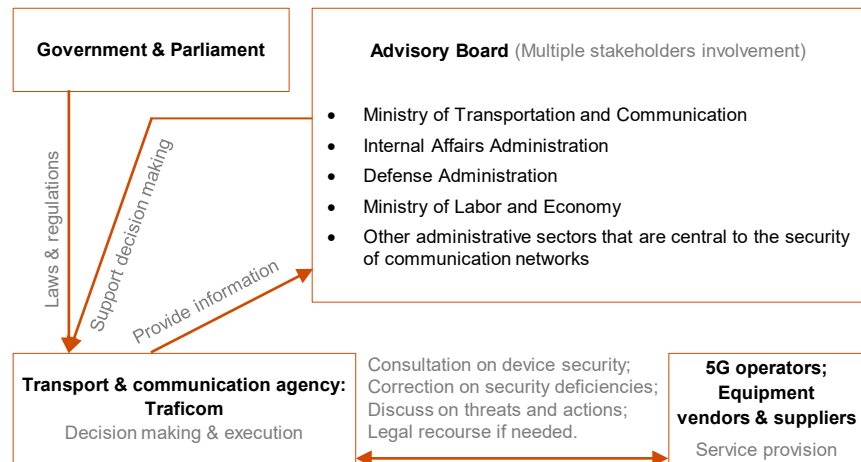 Government & Parliament
Advisory Board (Multiple stakeholders involvement)
• Ministry of Transportation and Communication
• Internal Affairs Administration
• Defense Administration
• Ministry of Labor and Economy
• Other administrative sectors that are central to the security
of communication networks
Laws & regulations
Support decision making
Provide information
Transport & communication agency:
Traficom
Decision making & execution
Consultation on device security;
Correction on security deficiencies;
Discuss on threats and actions;
Legal recourse if needed.
5G operators;
Equipment
vendors & suppliers
Service provision